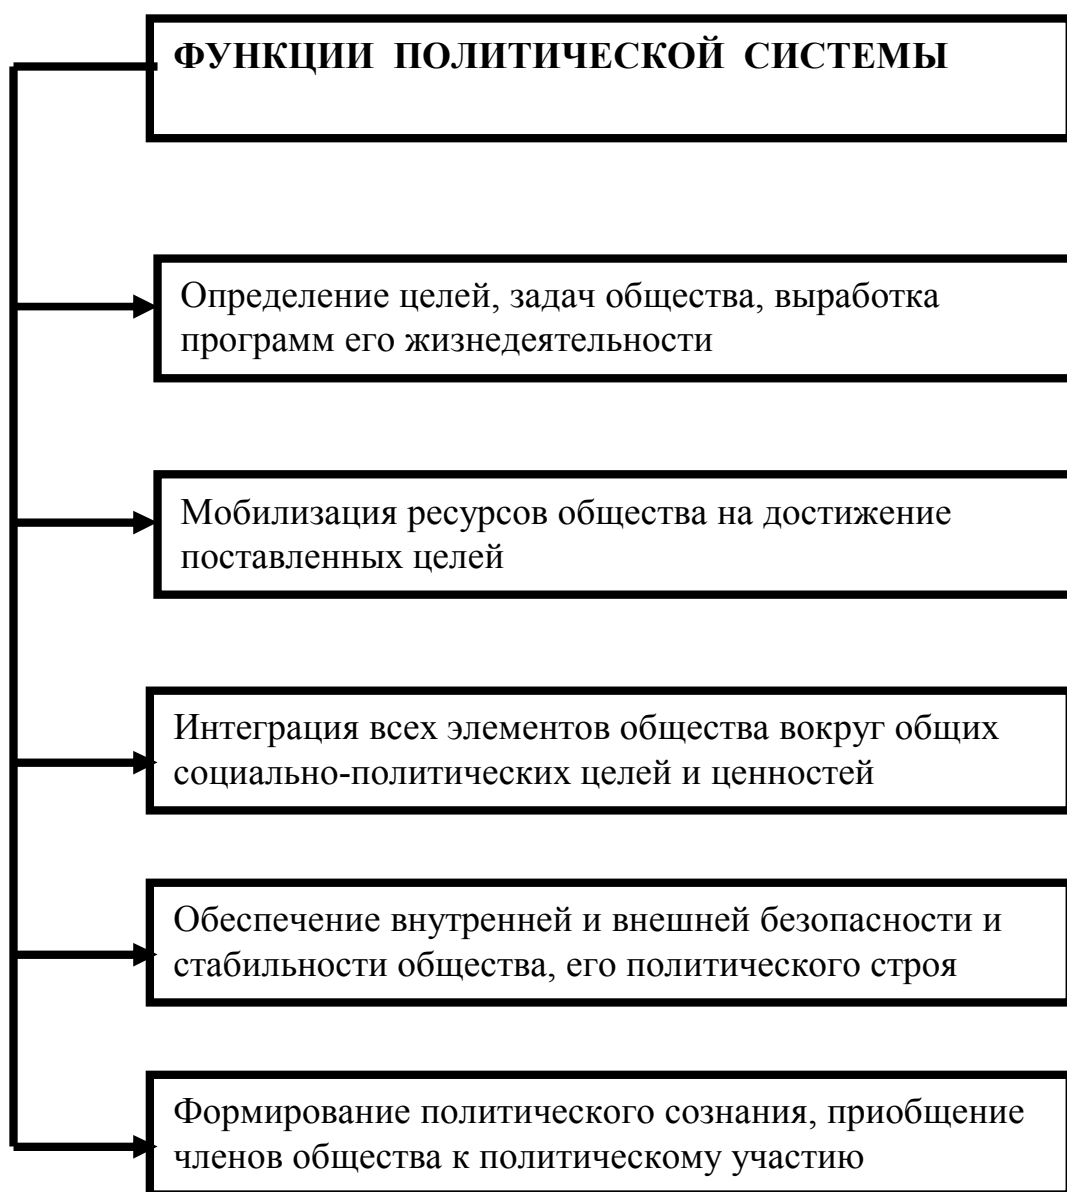 ФУНКЦИИ ПОЛИТИЧЕСКОЙ СИСТЕМЫ
Определение целей, задач общества, выработка
программ его жизнедеятельности
Мобилизация ресурсов общества на достижение
поставленных целей
Интеграция всех элементов общества вокруг общих
социально-политических целей и ценностей
Обеспечение внутренней и внешней безопасности и
стабильности общества, его политического строя
Формирование политического сознания, приобщение
членов общества к политическому участию